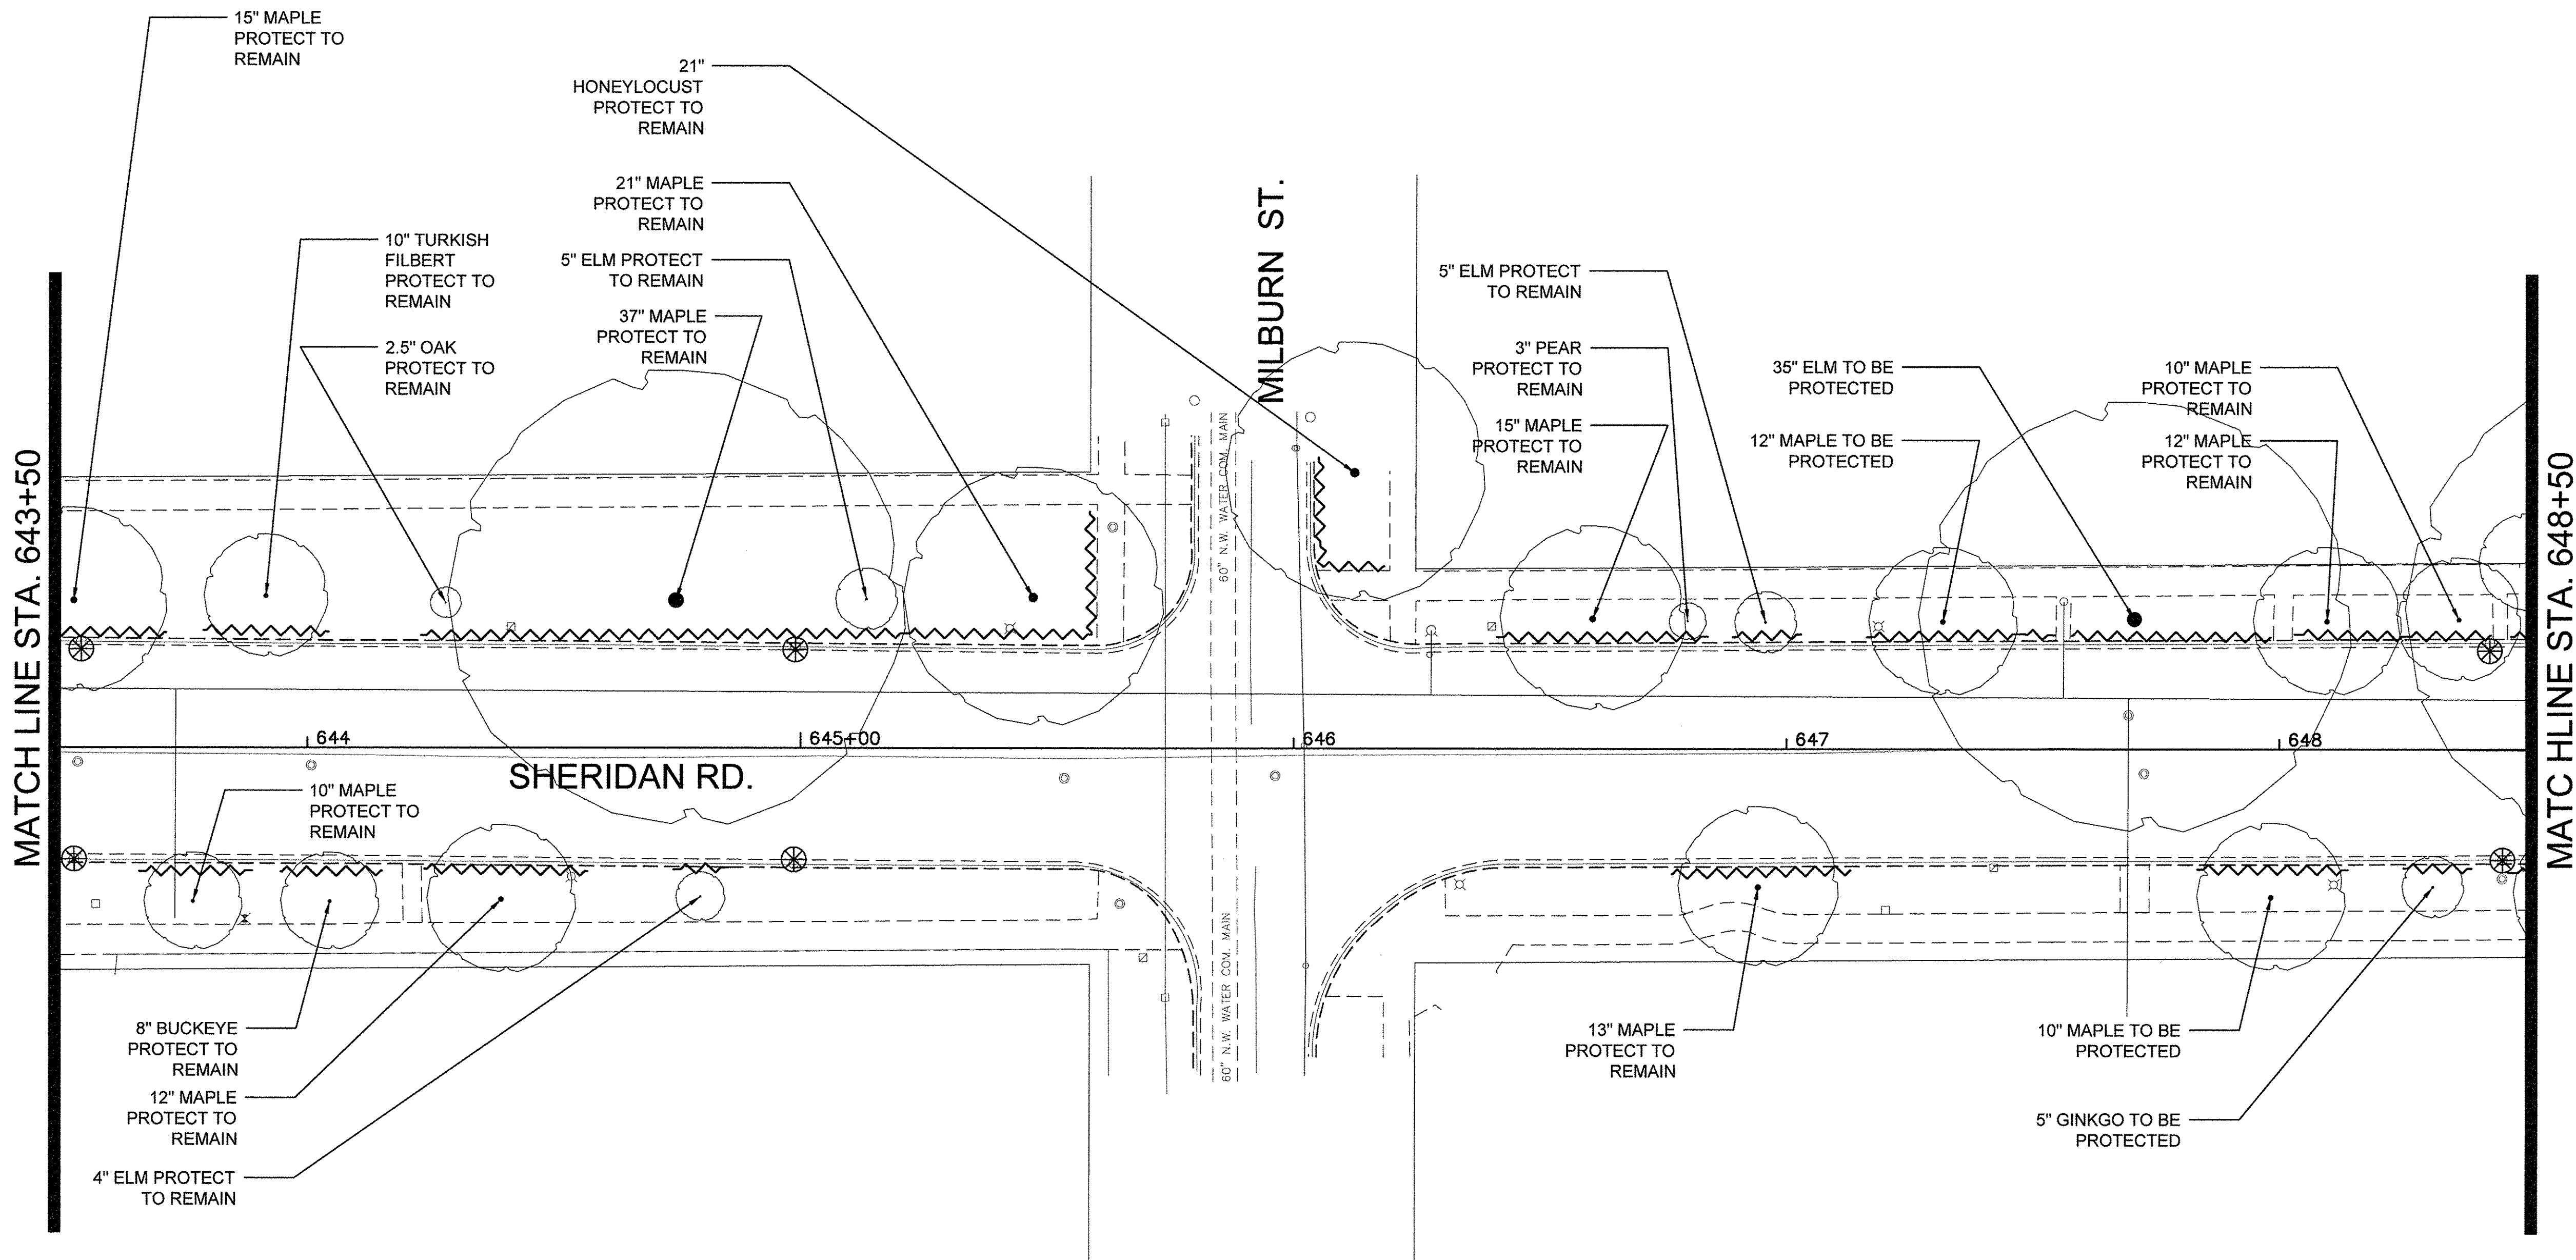 15" MAPLE
PROTECT TO
REMAIN
21"
HONEYLOCUST
PROTECT TO
REMAIN
21" MAPLE
PROTECT TO
REMAIN
10" TURKISH
FILBERT
PROTECT TO
REMAIN
5" ELM PROTECT
TO REMAIN
37" MAPLE
PROTECT TO
REMAIN
2.5" OAK
PROTECT TO
REMAIN
MILBURN ST.
5" ELM PROTECT
TO REMAIN
3" PEAR
PROTECT TO
REMAIN
15" MAPLE
PROTECT TO
REMAIN
35" ELM TO BE
PROTECTED
12" MAPLE TO BE
PROTECTED
10" MAPLE
PROTECT TO
REMAIN
12" MAPLE
PROTECT TO
REMAIN
MATCH LINE STA. 643+50
MATCHLINE STA. 648+50
60" N.W. WATER COM. MAIN
644
645+00
646
647
648
SHERIDAN RD.
10" MAPLE
PROTECT TO
REMAIN
60" N.W. WATER COM. MAIN
8" BUCKEYE
PROTECT TO
REMAIN
12" MAPLE
PROTECT TO
REMAIN
4" ELM PROTECT
TO REMAIN
13" MAPLE
PROTECT TO
REMAIN
10" MAPLE TO BE
PROTECTED
5" GINKGO TO BE
PROTECTED